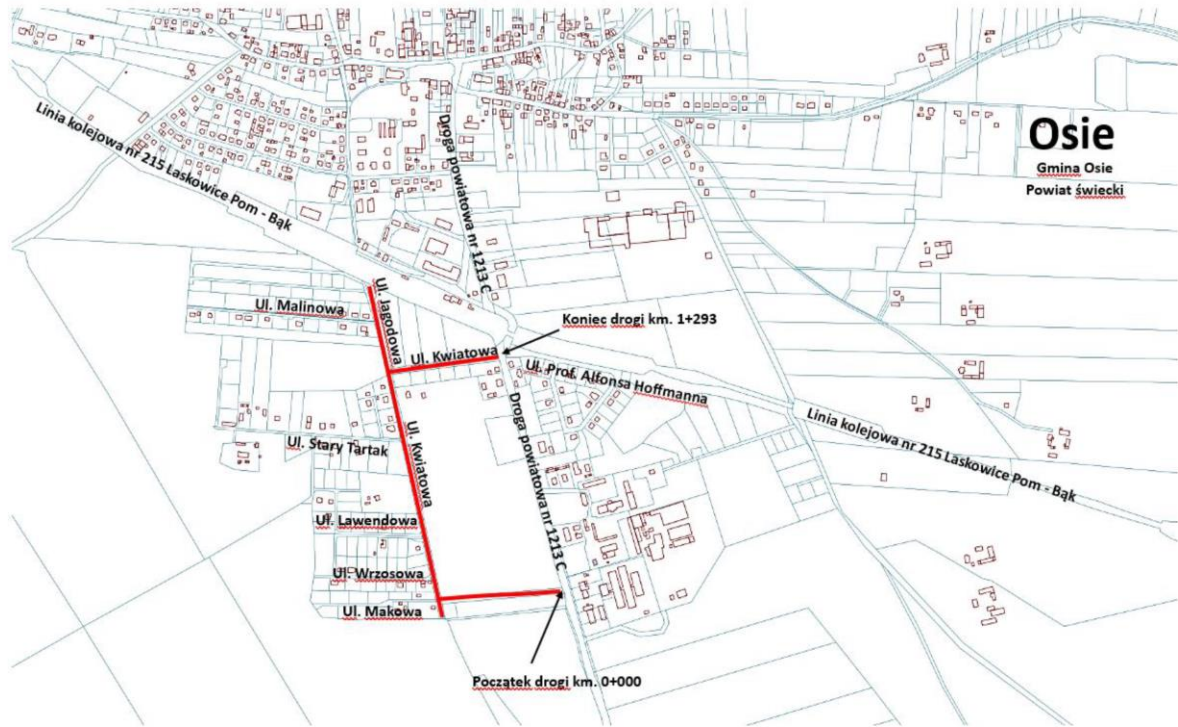 Osie
Gmina Osie
Powiat świecki
Linia kolejowa nr 215 Laskowice Pom - Bąk
Droga powiatowa nr 1213 C
Ul. Jagodowa
Ul. Malinowa
Koniec drogi km. 1+293
Ul. Kwiatowa
Ul. Prof. Alfonsa Hoffmanna
Droga powiatowa nr 1213 C
Ul. Kwiatowa
Linia kolejowa nr 215 Laskowice Pom - Bąk
Ul. Stary Tartak
Ul. Lawendowa
Ul. Wrzosowa
Ul. Makowa
Początek drogi km. 0+000